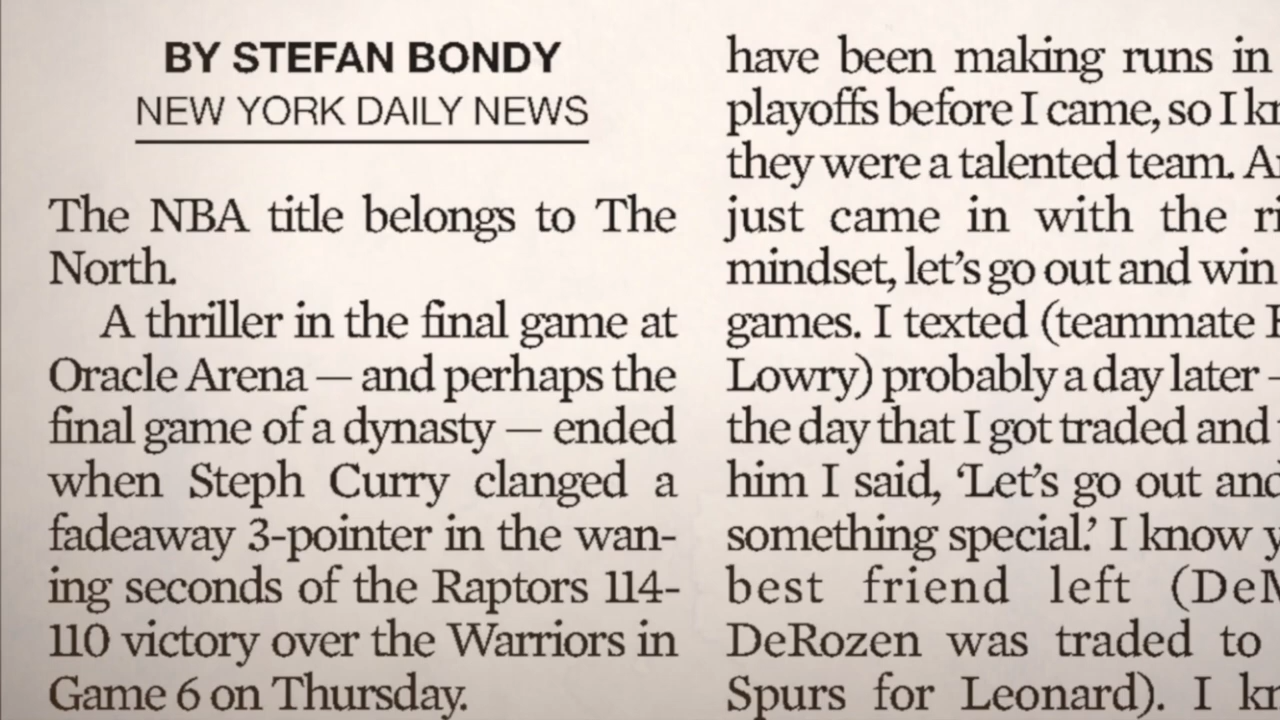 BY STEFAN BONDY
NEW YORK DAILY NEWS
The NBA title belongs to The
North.
A thriller in the final game at
Oracle Arena — and perhaps the
final game of a dynasty — ended
when Steph Curry clanged a
fadeaway 3-pointer in the wan-
ing seconds of the Raptors 114-
110 victory over the Warriors in
Game 6 on Thursday.
have been making runs in
playoffs before I came, so I
they were a talented team.
just came in with the
mindset, let's go out and win
games. I texted (teammate
Lowry) probably a day later
the day that I got traded and
him I said, 'Let's go out
something special.' I know
best friend left
DeRozen was traded to
Spurs for Leonard). I